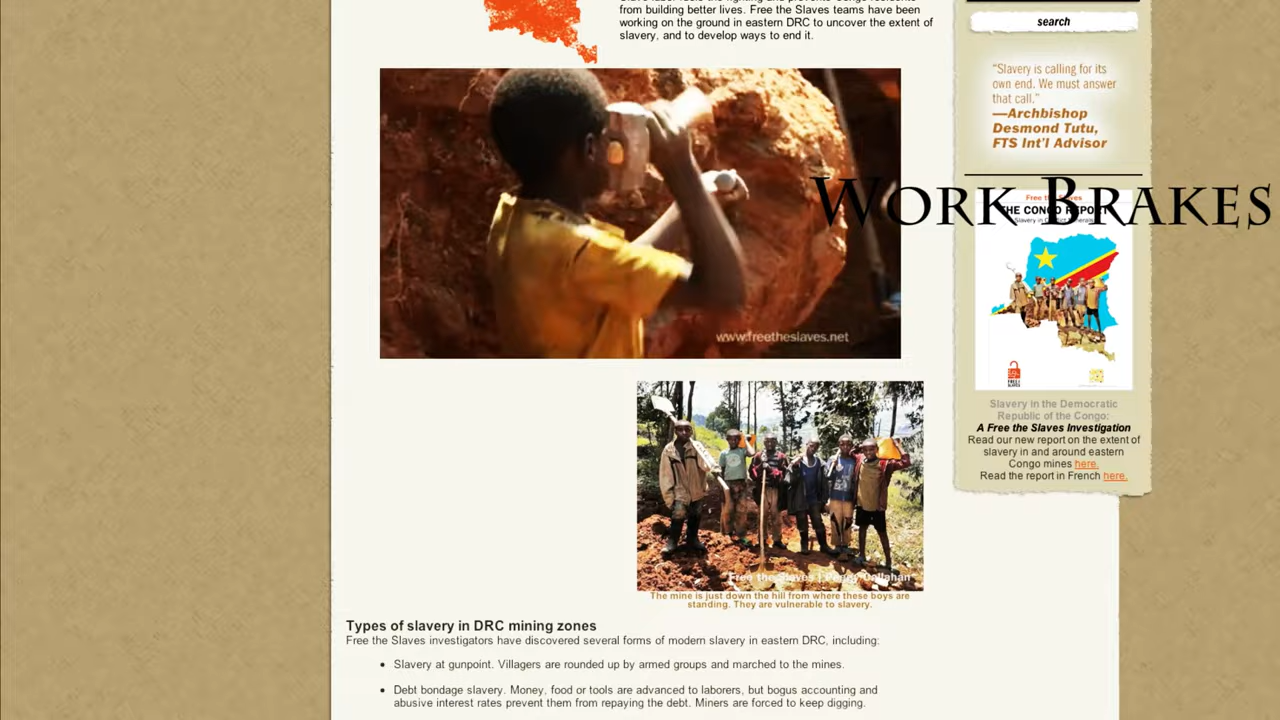 from building better lives. Free the Slaves teams have been
working on the ground in eastern DRC to uncover the extent of
slavery, and to develop ways to end it.
search
“Slavery is calling for its
own end. We must answer
that call.”
—Archbishop
Desmond Tutu,
FTS Int'l Advisor
WORK BRAKES
Free the Slaves
THE CONGO REPORT
www.freetheslaves.net
Slavery in the Democratic
Republic of the Congo:
A Free the Slaves Investigation
Read our new report on the extent of
slavery in and around eastern
Congo mines here.
Read the report in French here.
Free the Slaves | Peggy Callahan
The mine is just down the hill from where these boys are
standing. They are vulnerable to slavery.
Types of slavery in DRC mining zones
Free the Slaves investigators have discovered several forms of modern slavery in eastern DRC, including:
• Slavery at gunpoint. Villagers are rounded up by armed groups and marched to the mines.
• Debt bondage slavery. Money, food or tools are advanced to laborers, but bogus accounting and
abusive interest rates prevent them from repaying the debt. Miners are forced to keep digging.